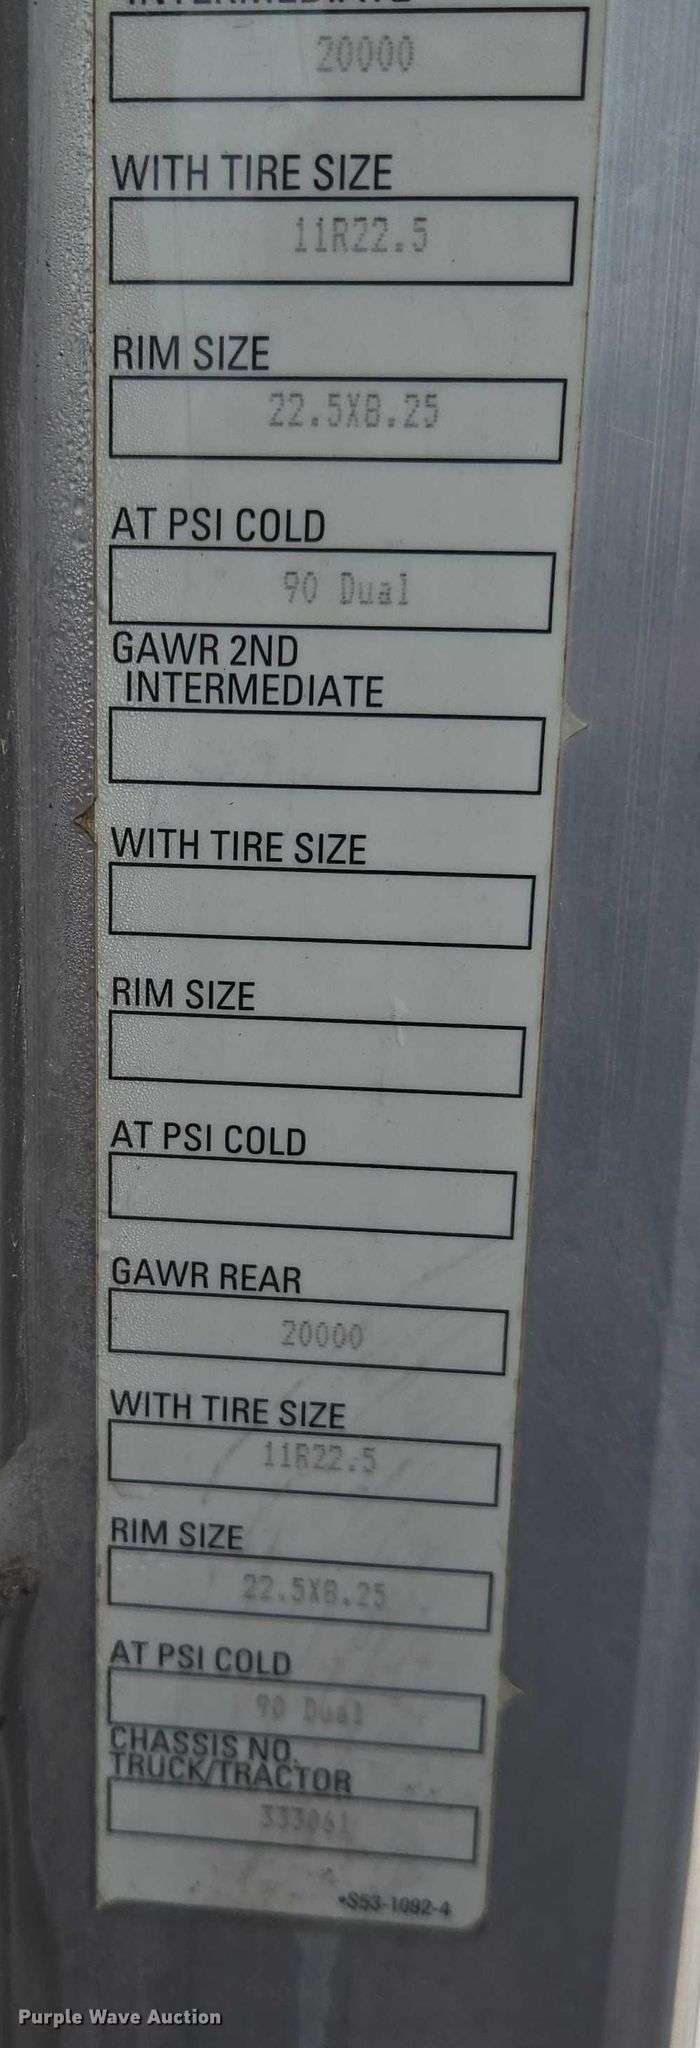 INTERMEDIATE
20000
WITH TIRE SIZE
11R22.5
RIM SIZE
22.5X8.25
AT PSI COLD
90 Dual
GAWR 2ND
INTERMEDIATE
WITH TIRE SIZE
RIM SIZE
AT PSI COLD
GAWR REAR
20000
WITH TIRE SIZE
11R22.5
RIM SIZE
22.5X8.25
AT PSI COLD
90 Dual
CHASSIS NO.
TRUCK/TRACTOR
333061
•S53-1092-4
Purple Wave Auction